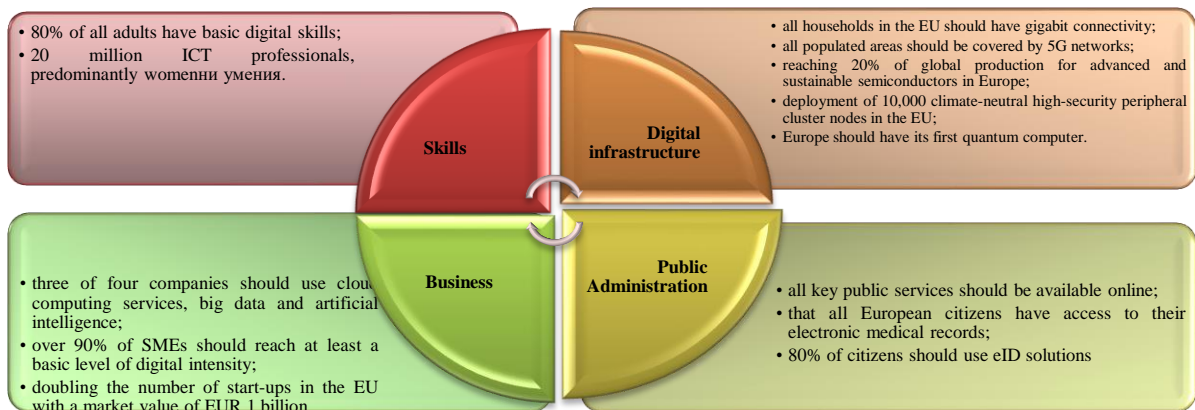 • 80% of all adults have basic digital skills;
• 20 million ICT professionals,
predominantly womenни умения.
Skills
• all households in the EU should have gigabit connectivity;
• all populated areas should be covered by 5G networks;
• reaching 20% of global production for advanced and
sustainable semiconductors in Europe;
• deployment of 10,000 climate-neutral high-security peripheral
cluster nodes in the EU;
• Europe should have its first quantum computer.
Digital
infrastructure
• three of four companies should use cloud
computing services, big data and artificial
intelligence;
• over 90% of SMEs should reach at least a
basic level of digital intensity;
• doubling the number of start-ups in the EU
with a market value of EUR 1 billion
Business
Public
Administration
• all key public services should be available online;
• that all European citizens have access to their
electronic medical records;
• 80% of citizens should use eID solutions